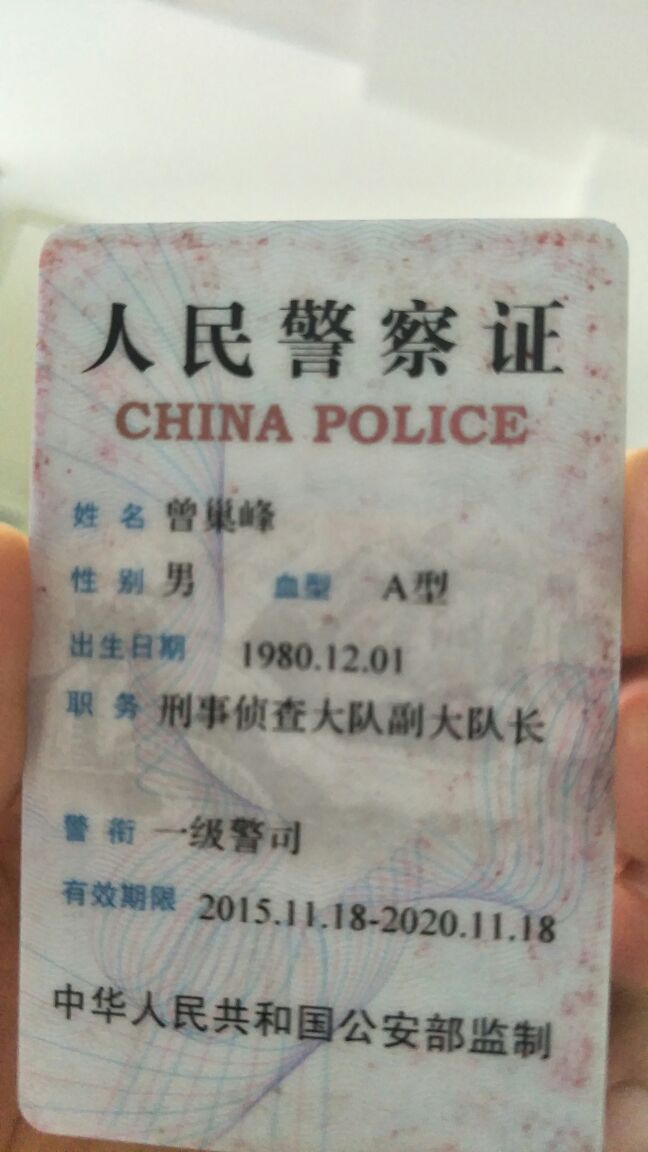 人民警察证
CHINA POLICE
姓名 曾巢峰
性别 男 血型 A型
出生日期 1980.12.01
职务 刑事侦查大队副大队长
警衔 一级警司
有效期限 2015.11.18-2020.11.18
中华人民共和国公安部监制